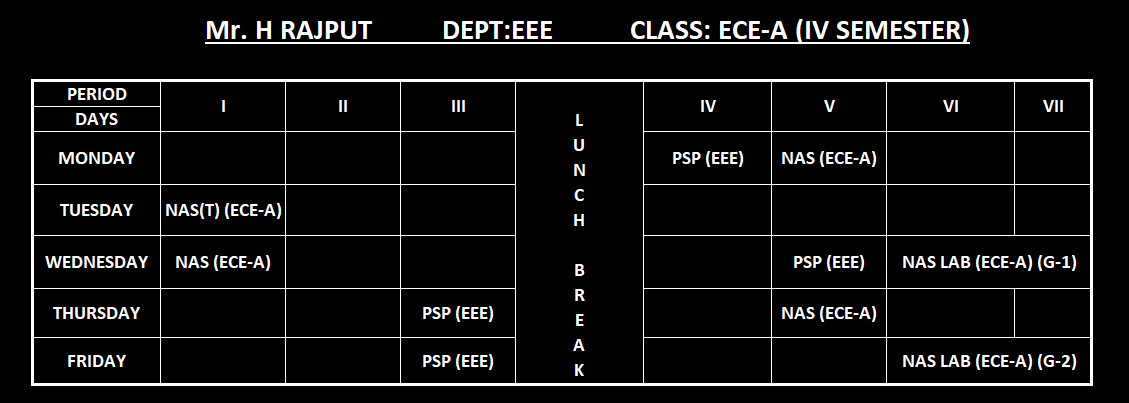 Mr. H RAJPUT DEPT:EEE CLASS: ECE-A (IV SEMESTER)
PERIOD I II III IV V VI VII
DAYS
LUNCH BREAK
MONDAY PSP (EEE) NAS (ECE-A)
TUESDAY NAS(T) (ECE-A)
WEDNESDAY NAS (ECE-A) PSP (EEE) NAS LAB (ECE-A) (G-1)
THURSDAY PSP (EEE) NAS (ECE-A)
FRIDAY PSP (EEE) NAS LAB (ECE-A) (G-2)